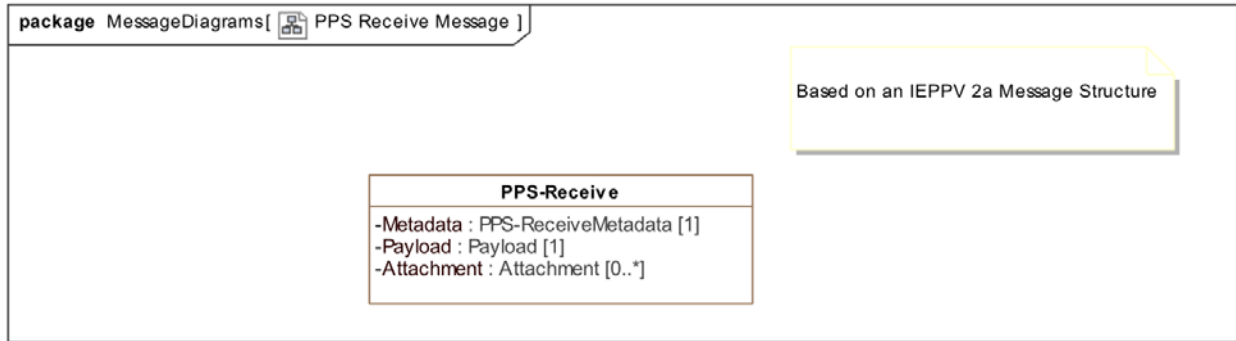 package MessageDiagrams[ PPS Receive Message ]
Based on an IEPPV 2a Message Structure
PPS-Receive
-Metadata : PPS-ReceiveMetadata [1]
-Payload : Payload [1]
-Attachment : Attachment [0..*]